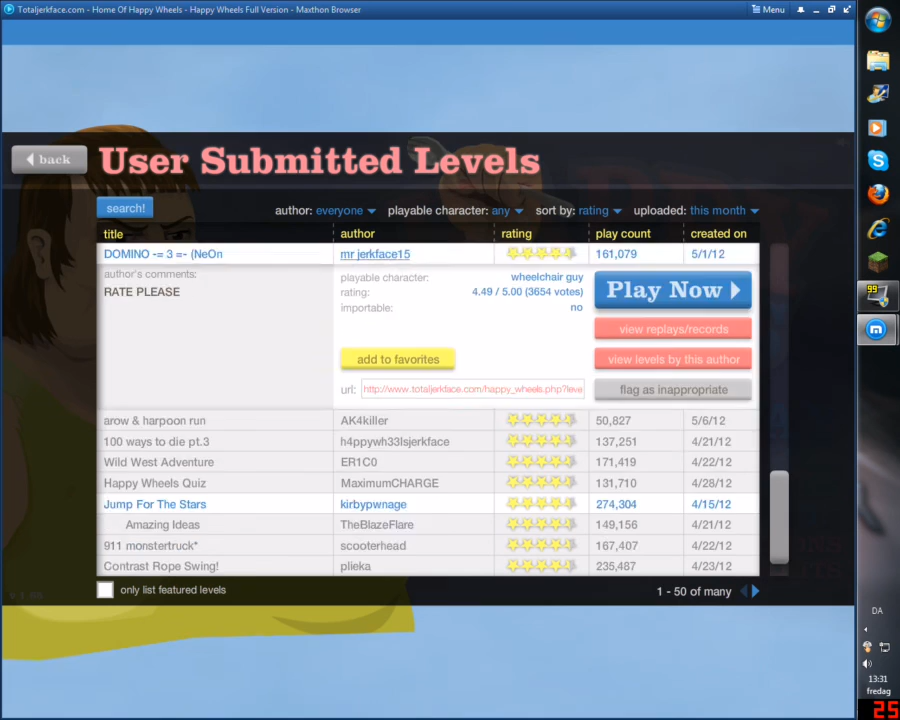 Totaljerkface.com - Home Of Happy Wheels - Happy Wheels Full Version - Maxthon Browser
Menu
back
User Submitted Levels
search!
author: everyone playable character: any sort by: rating uploaded: this month
title author rating play count created on
DOMINO -= 3 =- (NeOn mr jerkface15 161,079 5/1/12
author's comments:
RATE PLEASE
playable character: wheelchair guy
rating: 4.49 / 5.00 (3654 votes)
importable: no
Play Now
view replays/records
add to favorites
view levels by this author
url: http://www.totaljerkface.com/happy_wheels.php?leve
flag as inappropriate
arow & harpoon run AK4killer 50,827 5/6/12
100 ways to die pt.3 h4ppywh33lsjerkface 137,251 4/21/12
Wild West Adventure ER1C0 171,419 4/22/12
Happy Wheels Quiz MaximumCHARGE 131,710 4/28/12
Jump For The Stars kirbypwnage 274,304 4/15/12
Amazing Ideas TheBlazeFlare 149,156 4/21/12
911 monstertruck* scooterhead 167,407 4/22/12
Contrast Rope Swing! plieka 235,487 4/23/12
only list featured levels
1 - 50 of many
99
DA
13:31
fredag
25